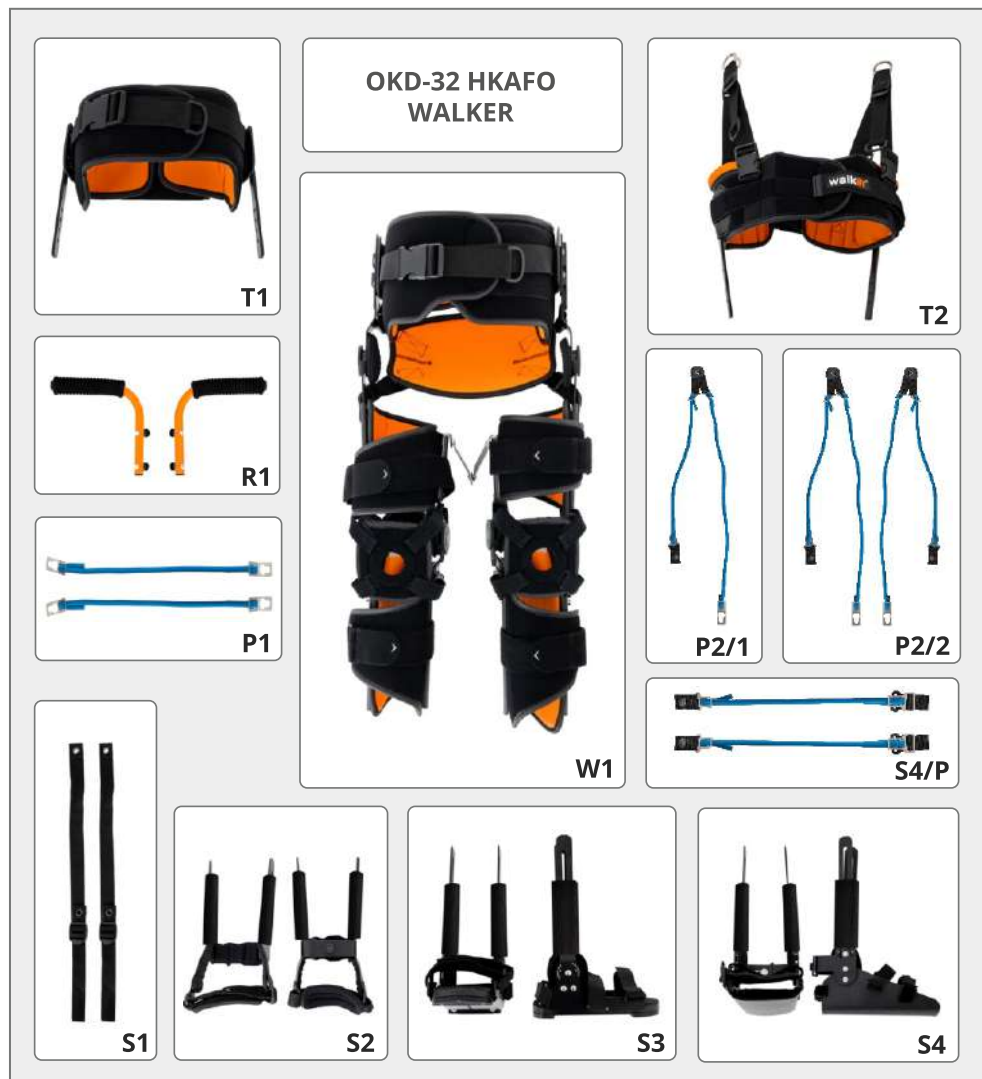 OKD-32 HKAFO
WALKER
T1
walker
T2
R1
P1
W1
P2/1
P2/2
S4/P
S1
S2
S3
S4